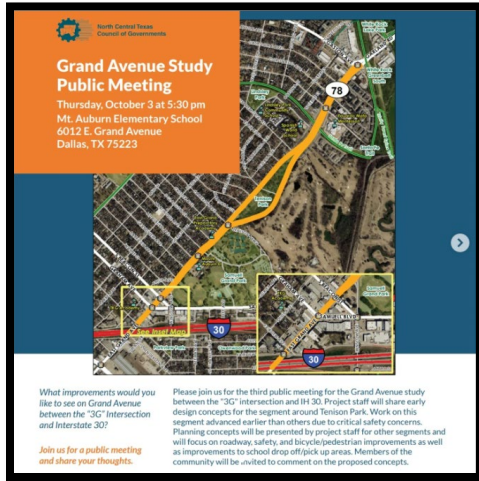 North Central Texas
Council of Governments
Grand Avenue Study
Public Meeting
Thursday, October 3 at 5:30 pm
Mt. Auburn Elementary School
6012 E. Grand Avenue
Dallas, TX 75223
78
Tenison
Park
Samuell
Grand Park
See Inset Map
30
Samuell
Grand Park
30
What improvements would you
like to see on Grand Avenue
between the "3G" Intersection
and Interstate 30?
Join us for a public meeting
and share your thoughts.
Please join us for the third public meeting for the Grand Avenue study
between the "3G" intersection and IH 30. Project staff will share early
design concepts for the segment around Tenison Park. Work on this
segment advanced earlier than others due to critical safety concerns.
Planning concepts will be presented by project staff for other segments and
will focus on roadway, safety, and bicycle/pedestrian improvements as well
as improvements to school drop off/pick up areas. Members of the
community will be invited to comment on the proposed concepts.